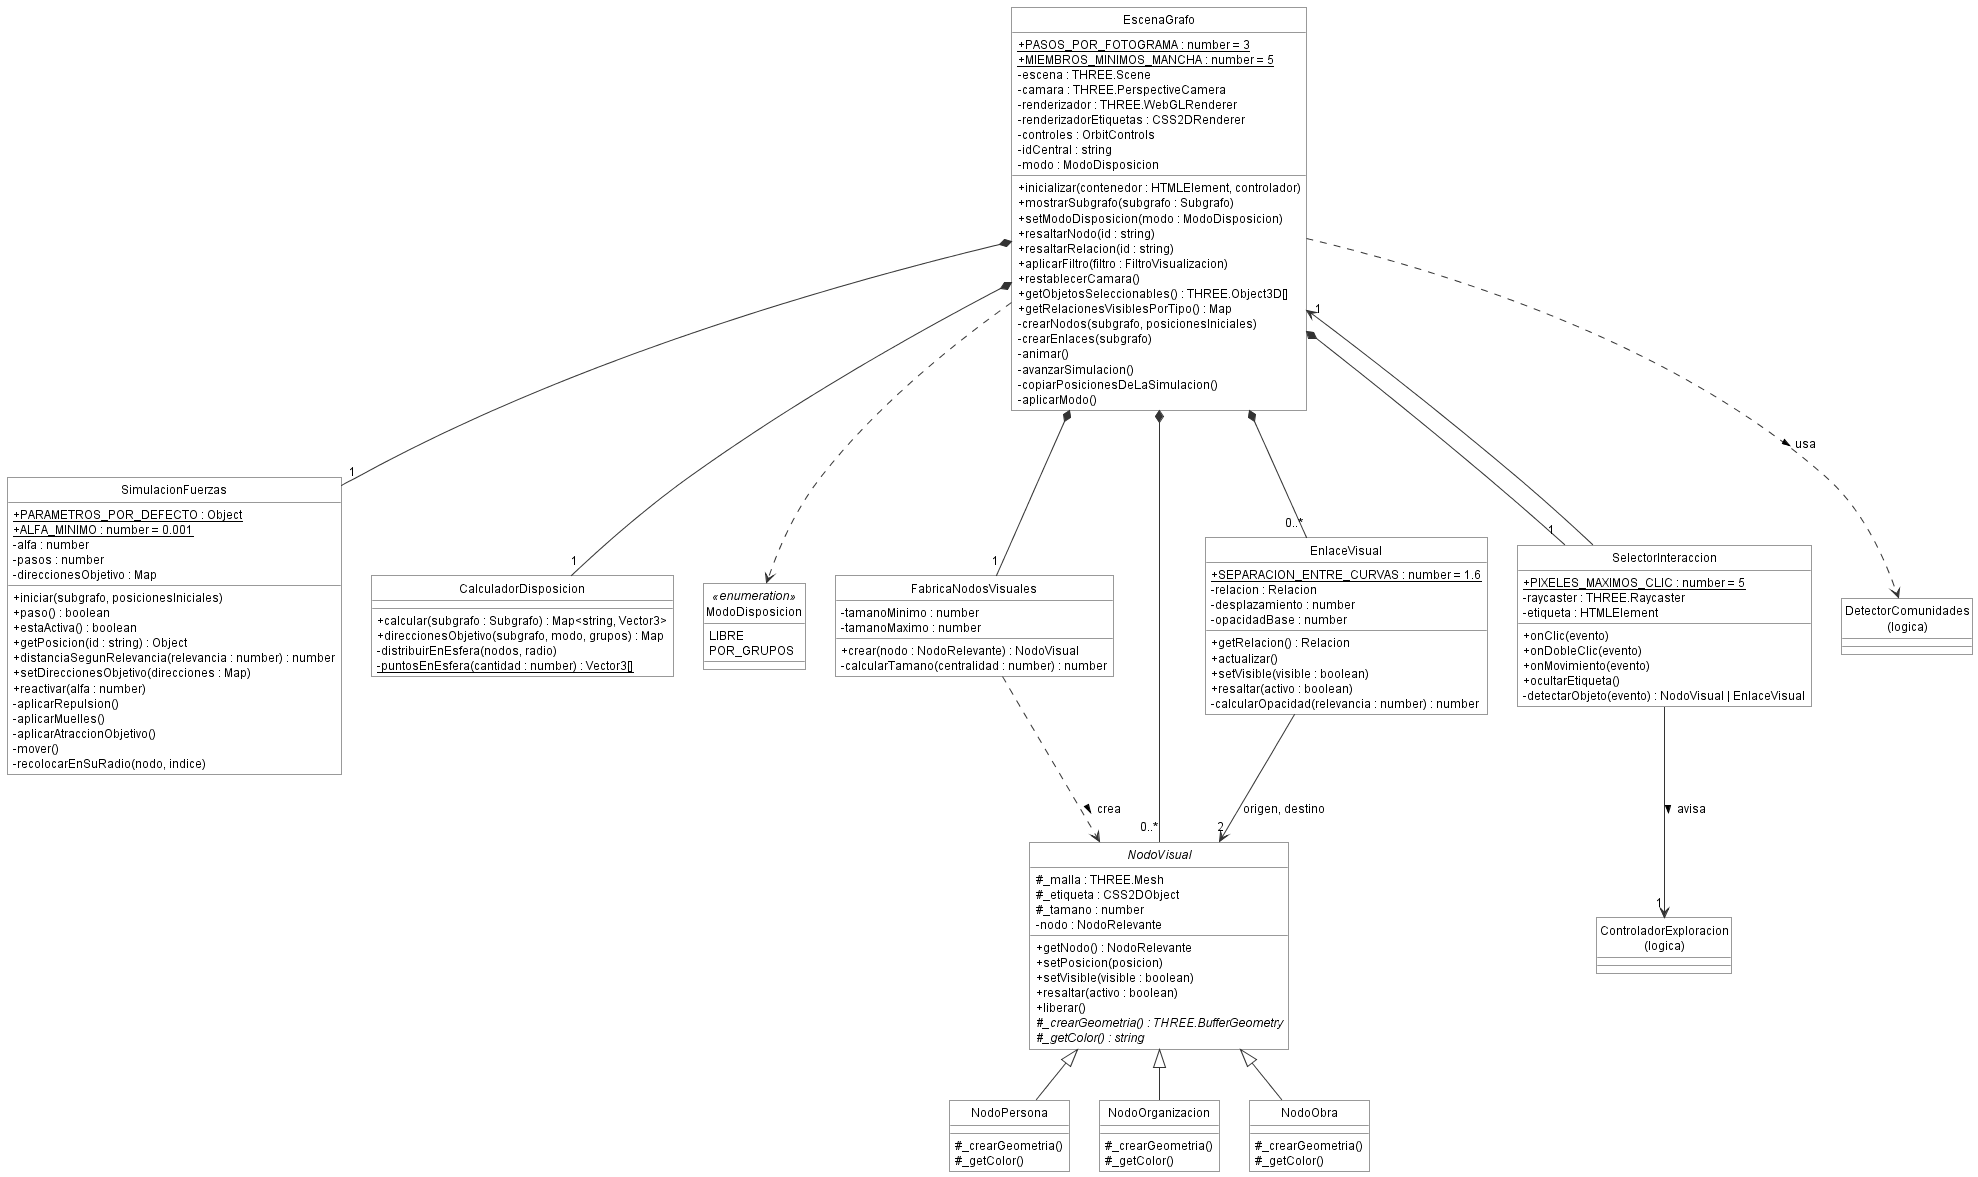 EscenaGrafo
+PASOS_POR_FOTOGRAMA : number = 3
+MIEMBROS_MINIMOS_MANCHA : number = 5
-escena : THREE.Scene
-camara : THREE.PerspectiveCamera
-renderizador : THREE.WebGLRenderer
-renderizadorEtiquetas : CSS2DRenderer
-controles : OrbitControls
-idCentral : string
-modo : ModoDisposicion
+inicializar(contenedor : HTMLElement, controlador)
+mostrarSubgrafo(subgrafo : Subgrafo)
+setModoDisposicion(modo : ModoDisposicion)
+resaltarNodo(id : string)
+resaltarRelacion(id : string)
+aplicarFiltro(filtro : FiltroVisualizacion)
+restablecerCamara()
+getObjetosSeleccionables() : THREE.Object3D[]
+getRelacionesVisiblesPorTipo() : Map
-crearNodos(subgrafo, posicionesIniciales)
-crearEnlaces(subgrafo)
-animar()
-avanzarSimulacion()
-copiarPosicionesDeLaSimulacion()
-aplicarModo()
1
usa
1
SimulacionFuerzas
+PARAMETROS_POR_DEFECTO : Object
+ALFA_MINIMO : number = 0.001
-alfa : number
-pasos : number
-direccionesObjetivo : Map
+iniciar(subgrafo, posicionesIniciales)
+paso() : boolean
+estaActiva() : boolean
+getPosicion(id : string) : Object
+distanciaSegunRelevancia(relevancia : number) : number
+setDireccionesObjetivo(direcciones : Map)
+reactivar(alfa : number)
-aplicarRepulsion()
-aplicarMuelles()
-aplicarAtraccionObjetivo()
-mover()
-recolocarEnSuRadio(nodo, indice)
1
CalculadorDisposicion
+calcular(subgrafo : Subgrafo) : Map<string, Vector3>
+direccionesObjetivo(subgrafo, modo, grupos) : Map
-distribuirEnEsfera(nodos, radio)
-puntosEnEsfera(cantidad : number) : Vector3[]
«enumeration»
ModoDisposicion
LIBRE
POR_GRUPOS
1
FabricaNodosVisuales
-tamanoMinimo : number
-tamanoMaximo : number
+crear(nodo : NodoRelevante) : NodoVisual
-calcularTamano(centralidad : number) : number
0..*
EnlaceVisual
+SEPARACION_ENTRE_CURVAS : number = 1.6
-relacion : Relacion
-desplazamiento : number
-opacidadBase : number
+getRelacion() : Relacion
+actualizar()
+setVisible(visible : boolean)
+resaltar(activo : boolean)
-calcularOpacidad(relevancia : number) : number
1
SelectorInteraccion
+PIXELES_MAXIMOS_CLIC : number = 5
-raycaster : THREE.Raycaster
-etiqueta : HTMLElement
+onClic(evento)
+onDobleClic(evento)
+onMovimiento(evento)
+ocultarEtiqueta()
-detectarObjeto(evento) : NodoVisual | EnlaceVisual
DetectorComunidades
(logica)
crea
0..*
origen, destino
2
avisa
1
NodoVisual
#_malla : THREE.Mesh
#_etiqueta : CSS2DObject
#_tamano : number
-nodo : NodoRelevante
+getNodo() : NodoRelevante
+setPosicion(posicion)
+setVisible(visible : boolean)
+resaltar(activo : boolean)
+liberar()
#_crearGeometria() : THREE.BufferGeometry
#_getColor() : string
ControladorExploracion
(logica)
NodoPersona
#_crearGeometria()
#_getColor()
NodoOrganizacion
#_crearGeometria()
#_getColor()
NodoObra
#_crearGeometria()
#_getColor()